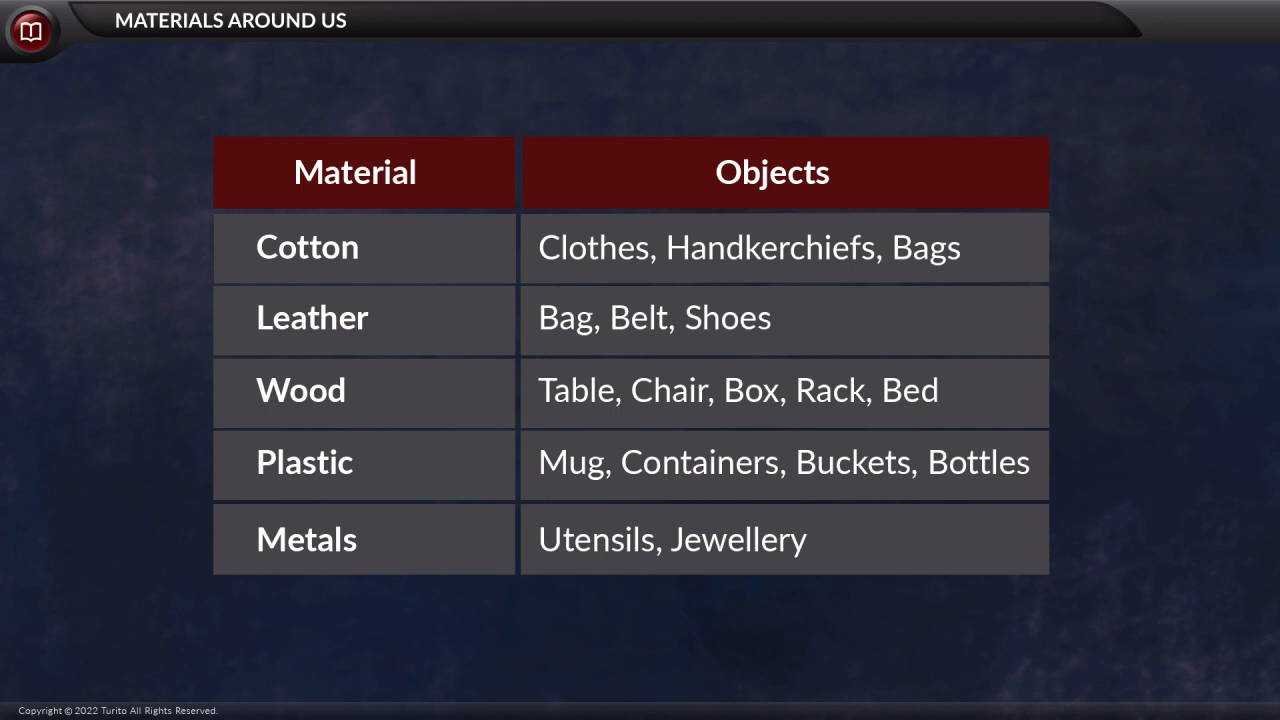 MATERIALS AROUND US
Material Objects
Cotton Clothes, Handkerchiefs, Bags
Leather Bag, Belt, Shoes
Wood Table, Chair, Box, Rack, Bed
Plastic Mug, Containers, Buckets, Bottles
Metals Utensils, Jewellery
Copyright © 2022 Turito All Rights Reserved.